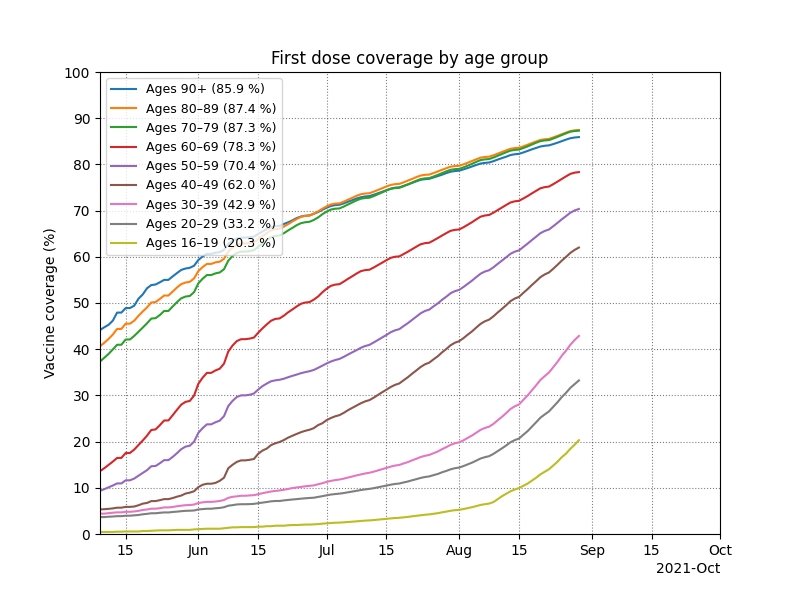 First dose coverage by age group
Vaccine coverage (%)
100
90
80
70
60
50
40
30
20
10
0
Ages 90+ (85.9 %)
Ages 80–89 (87.4 %)
Ages 70–79 (87.3 %)
Ages 60–69 (78.3 %)
Ages 50–59 (70.4 %)
Ages 40–49 (62.0 %)
Ages 30–39 (42.9 %)
Ages 20–29 (33.2 %)
Ages 16–19 (20.3 %)
15 Jun 15 Jul 15 Aug 15 Sep 15 Oct
2021-Oct